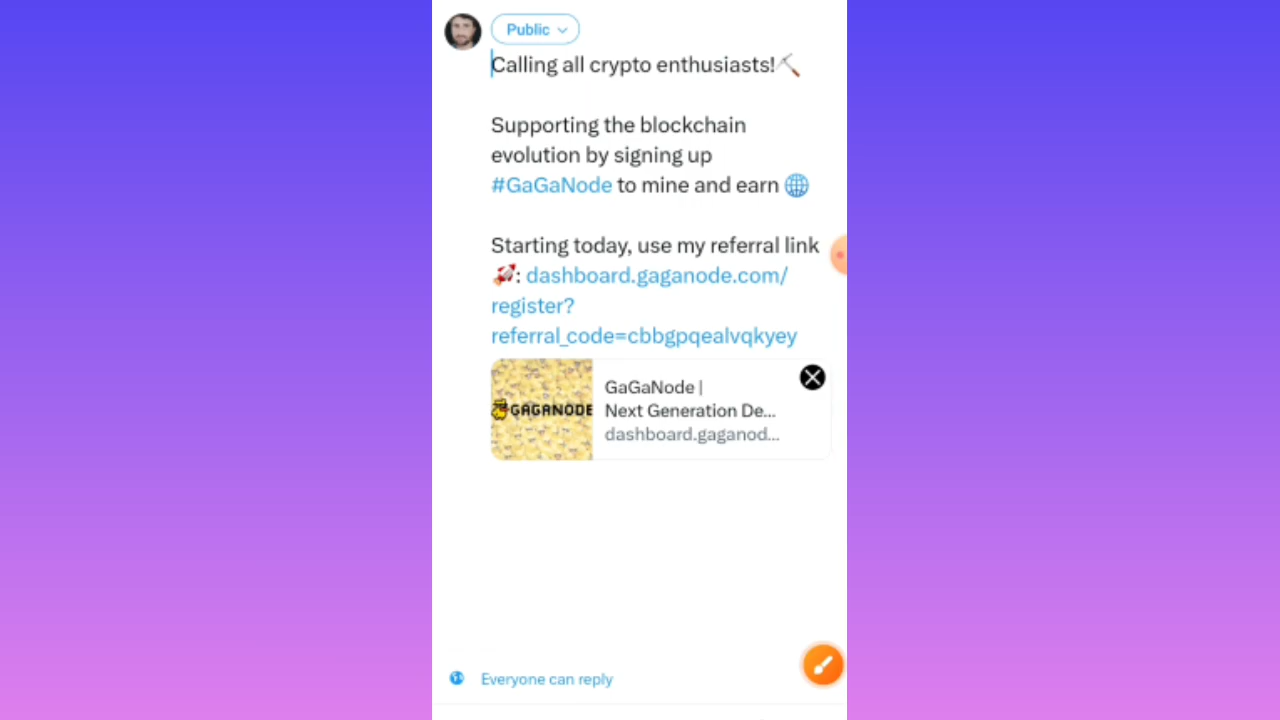 Public
Calling all crypto enthusiasts!⛏️
Supporting the blockchain
evolution by signing up
#GaGaNode to mine and earn 🌐
Starting today, use my referral link
🚀: dashboard.gaganode.com/
register?
referral_code=cbbgpqealvqkyey
GAGANODE
GaGaNode |
Next Generation De...
dashboard.gaganod...
Everyone can reply